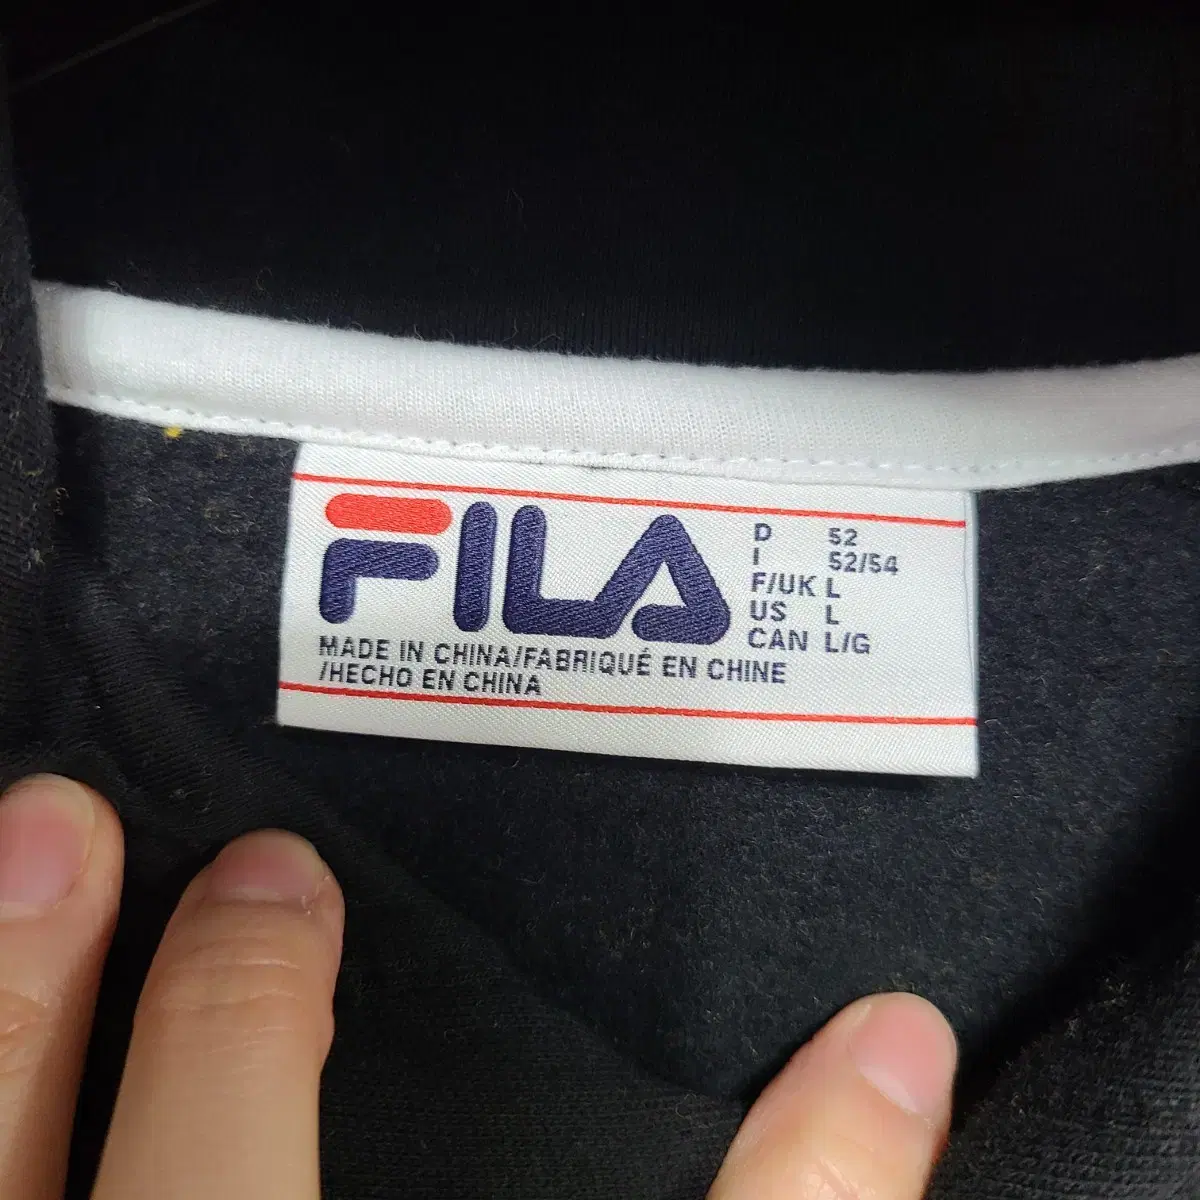 FILA
D 52
I 52/54
F/UK L
US L
CAN L/G
MADE IN CHINA/FABRIQUÉ EN CHINE
/HECHO EN CHINA